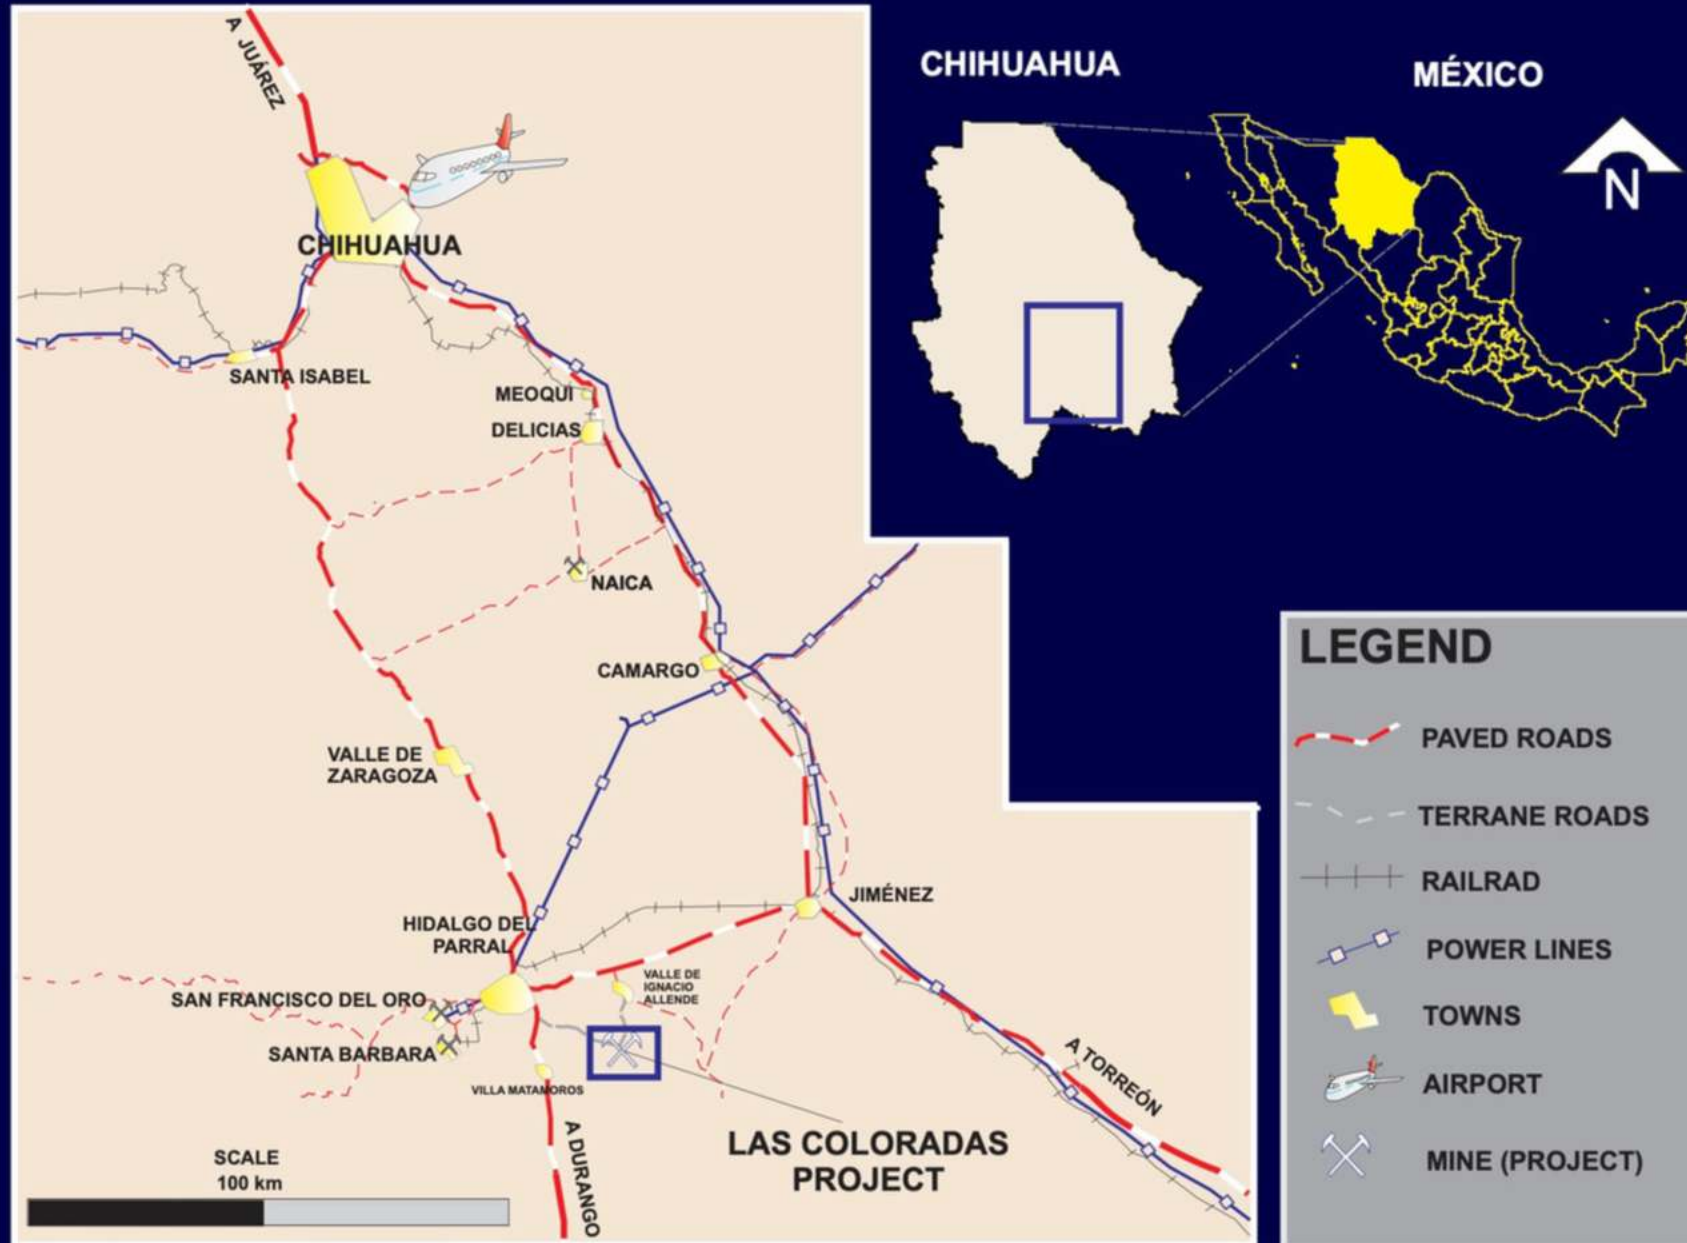 A JUÁREZ
CHIHUAHUA
SANTA ISABEL
MEOQUI
DELICIAS
NAICA
CAMARGO
VALLE DE
ZARAGOZA
JIMÉNEZ
HIDALGO DEL
PARRAL
VALLE DE
IGNACIO
ALLENDE
SAN FRANCISCO DEL ORO
SANTA BARBARA
VILLA MATAMOROS
A TORREÓN
A DURANGO
LAS COLORADAS
PROJECT
SCALE
100 km
CHIHUAHUA
MÉXICO
N
LEGEND
PAVED ROADS
TERRANE ROADS
RAILRAD
POWER LINES
TOWNS
AIRPORT
MINE (PROJECT)